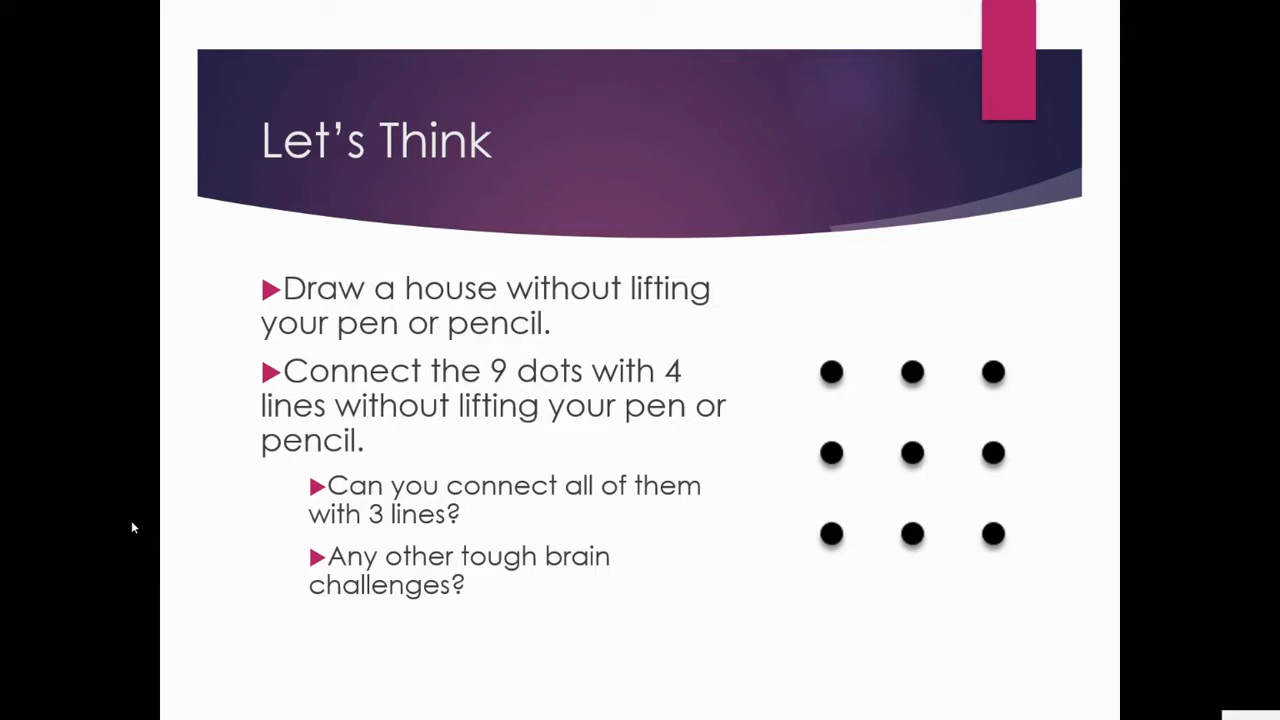 Let's Think
Draw a house without lifting
your pen or pencil.
Connect the 9 dots with 4
lines without lifting your pen or
pencil.
Can you connect all of them
with 3 lines?
Any other tough brain
challenges?